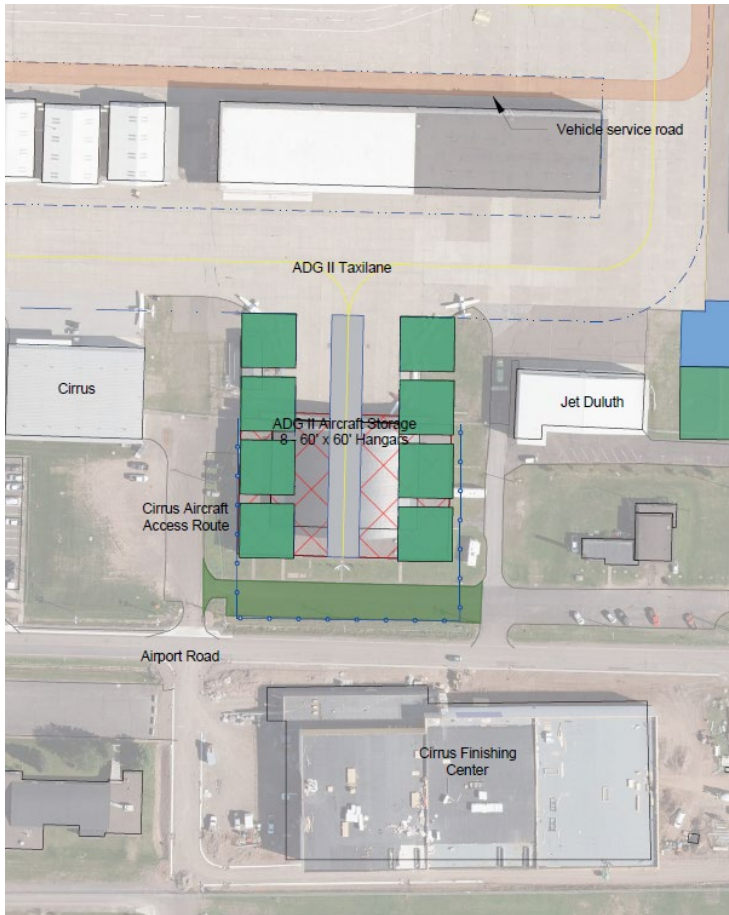 Vehicle service road
ADG II Taxilane
Cirrus
Jet Duluth
ADG II Aircraft Storage
8 - 60' x 60' Hangars
Cirrus Aircraft
Access Route
Airport Road
Cirrus Finishing
Center